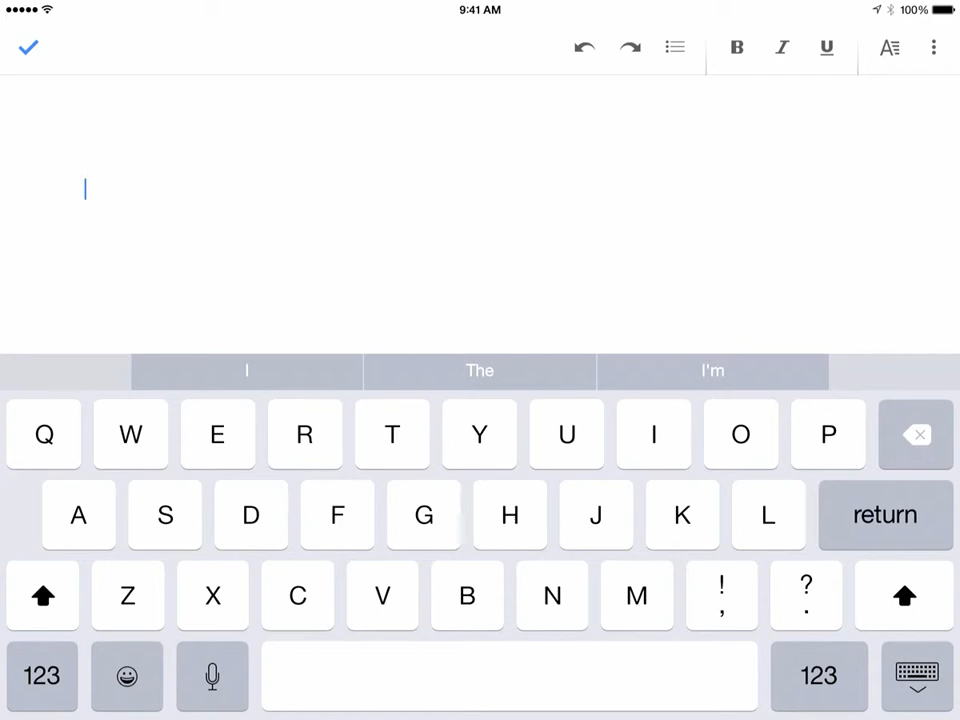 9:41 AM
100%
B I U A
I The I'm
Q W E R T Y U I O P
A S D F G H J K L return
Z X C V B N M ! , ? .
123 123